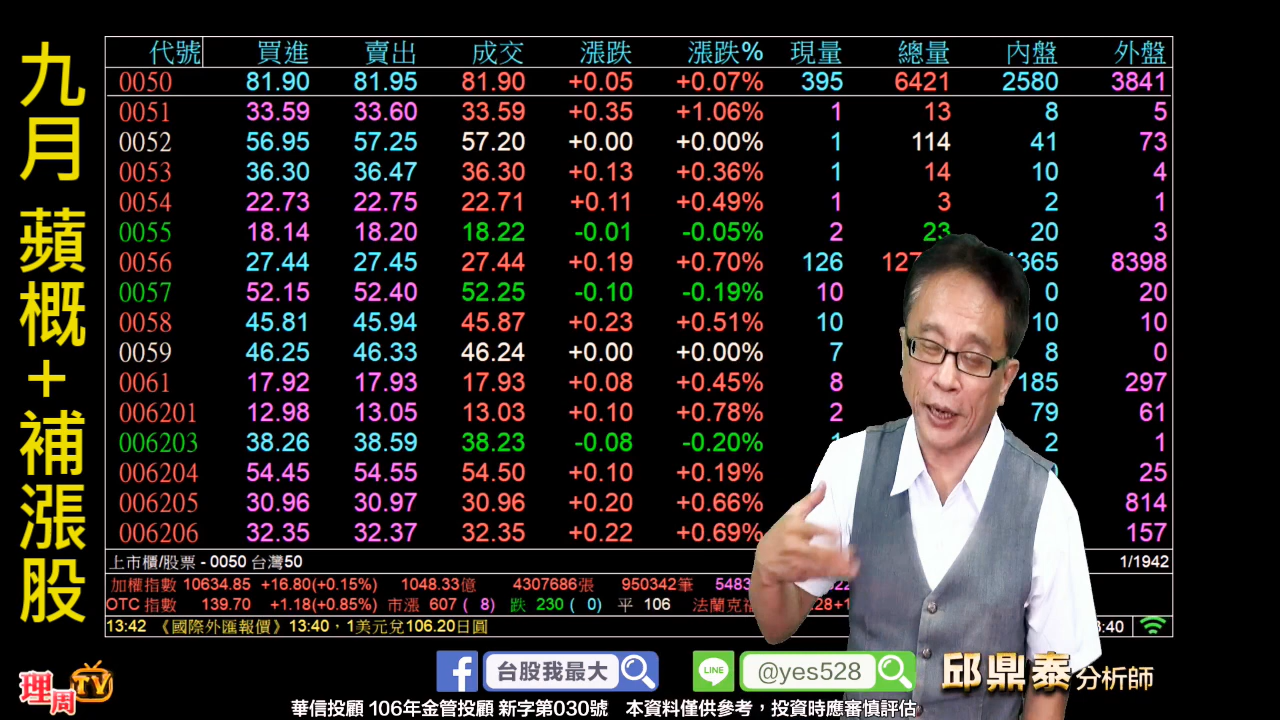 九月 蘋概+補漲股
代號 買進 賣出 成交 漲跌 漲跌% 現量 總量 內盤 外盤
0050 81.90 81.95 81.90 +0.05 +0.07% 395 6421 2580 3841
0051 33.59 33.60 33.59 +0.35 +1.06% 1 13 8 5
0052 56.95 57.25 57.20 +0.00 +0.00% 1 114 41 73
0053 36.30 36.47 36.30 +0.13 +0.36% 1 14 10 4
0054 22.73 22.75 22.71 +0.11 +0.49% 1 3 2 1
0055 18.14 18.20 18.22 -0.01 -0.05% 2 23 20 3
0056 27.44 27.45 27.44 +0.19 +0.70% 126 8398
0057 52.15 52.40 52.25 -0.10 -0.19% 10 0 20
0058 45.81 45.94 45.87 +0.23 +0.51% 10 10 10
0059 46.25 46.33 46.24 +0.00 +0.00% 7 8 0
0061 17.92 17.93 17.93 +0.08 +0.45% 8 185 297
006201 12.98 13.05 13.03 +0.10 +0.78% 2 79 61
006203 38.26 38.59 38.23 -0.08 -0.20% 2 1
006204 54.45 54.55 54.50 +0.10 +0.19% 25
006205 30.96 30.97 30.96 +0.20 +0.66% 814
006206 32.35 32.37 32.35 +0.22 +0.69% 157
上市櫃/股票 - 0050 台灣50 1/1942
加權指數 10634.85 +16.80(+0.15%) 1048.33億 4307686張 950342筆
OTC 指數 139.70 +1.18(+0.85%) 市漲 607 ( 8) 跌 230 ( 0) 平 106
13:42 《國際外匯報價》13:40，1美元兌106.20日圓
理周TV
台股我最大
LINE @yes528
邱鼎泰 分析師
華信投顧 106年金管投顧 新字第030號 本資料僅供參考，投資時應審慎評估